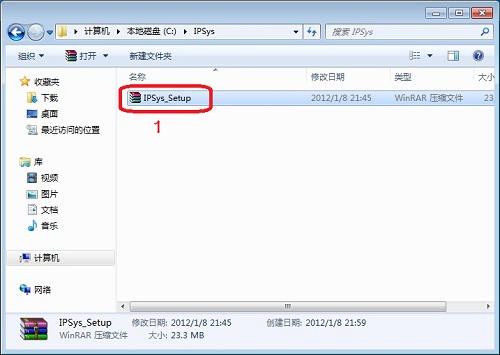 计算机 ▸ 本地磁盘 (C:) ▸ IPSys
搜索 IPSys
组织 打开 新建文件夹
名称 修改日期 类型 大小
IPSys_Setup 2012/1/8 21:45 WinRAR 压缩文件 23
1
收藏夹
下载
桌面
最近访问的位置
库
视频
图片
文档
音乐
计算机
网络
IPSys_Setup 修改日期: 2012/1/8 21:45 创建日期: 2012/1/8 21:59
WinRAR 压缩文件 大小: 23.3 MB